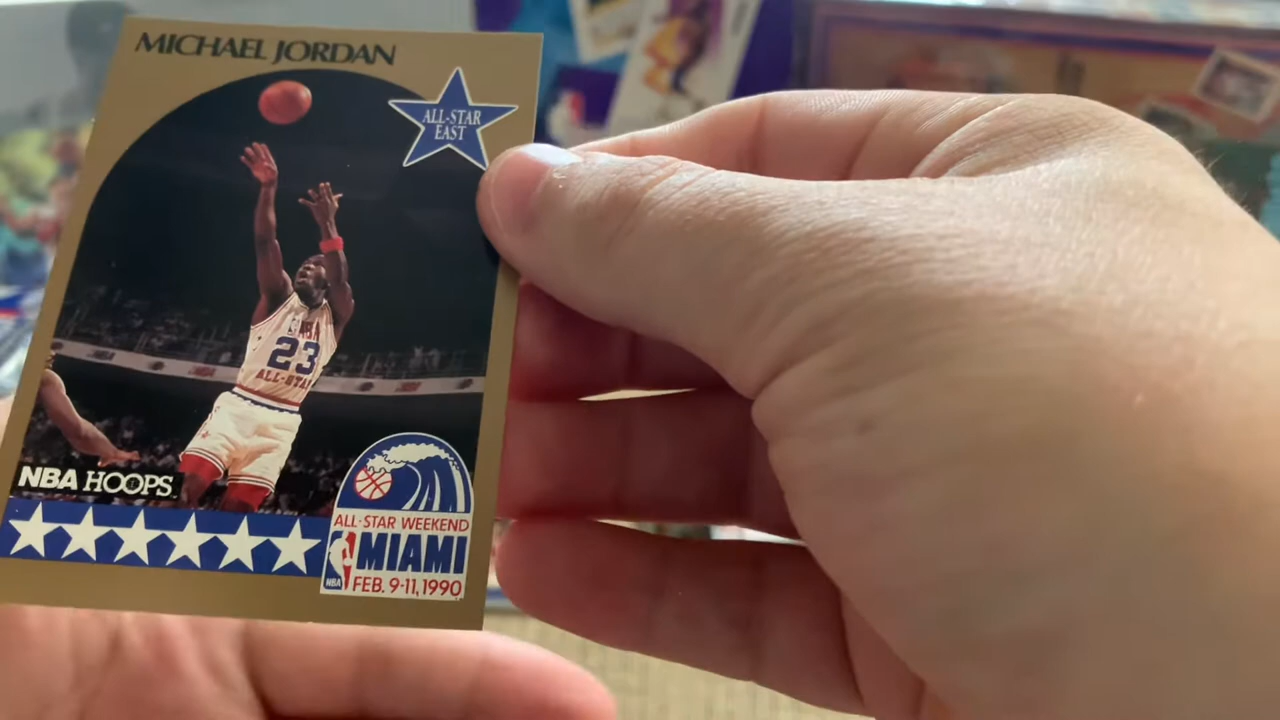 MICHAEL JORDAN
ALL-STAR
EAST
NBA
23
ALL-STAR
NBA HOOPS
ALL-STAR WEEKEND
MIAMI
NBA
FEB. 9-11, 1990